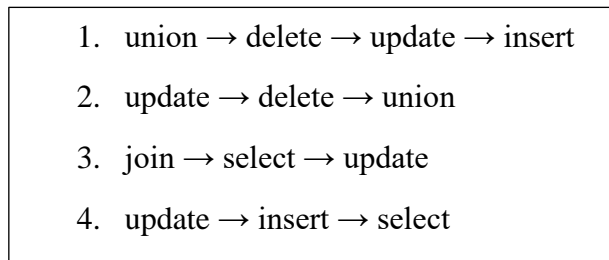 1. union → delete → update → insert
2. update → delete → union
3. join → select → update
4. update → insert → select